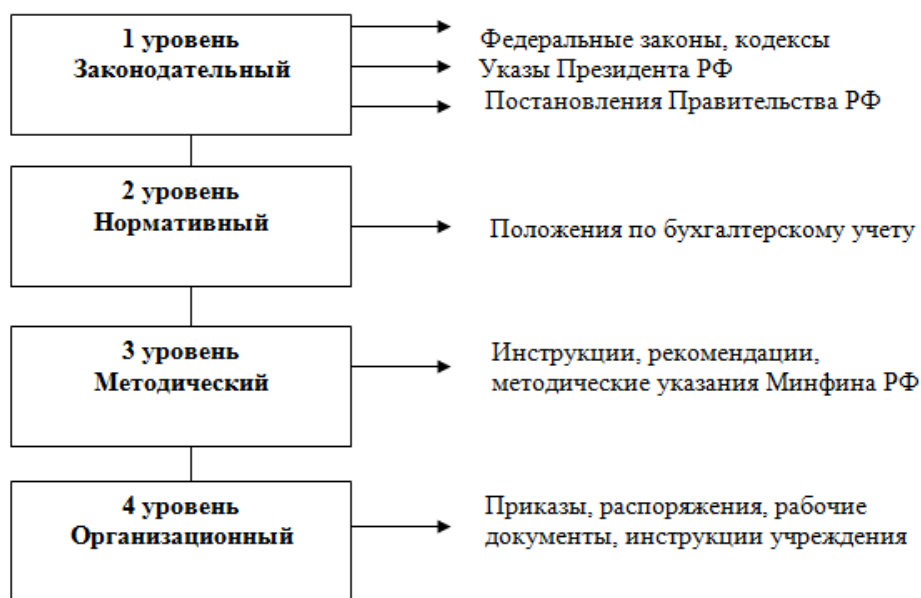 1 уровень
Законодательный
Федеральные законы, кодексы
Указы Президента РФ
Постановления Правительства РФ
2 уровень
Нормативный
Положения по бухгалтерскому учету
3 уровень
Методический
Инструкции, рекомендации,
методические указания Минфина РФ
4 уровень
Организационный
Приказы, распоряжения, рабочие
документы, инструкции учреждения